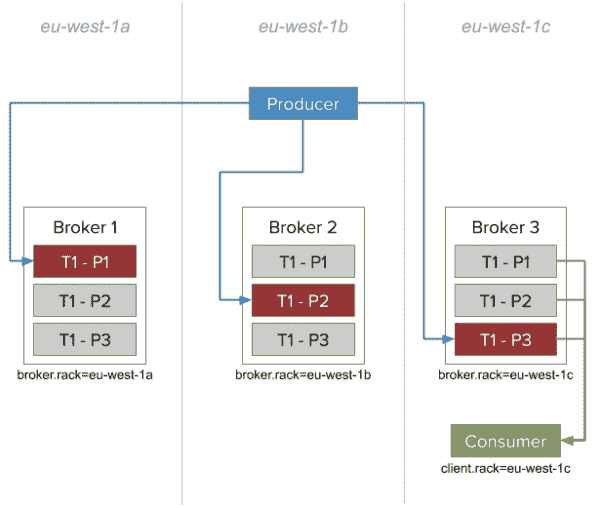 eu-west-1a
eu-west-1b
eu-west-1c
Producer
Broker 1
T1 - P1
T1 - P2
T1 - P3
broker.rack=eu-west-1a
Broker 2
T1 - P1
T1 - P2
T1 - P3
broker.rack=eu-west-1b
Broker 3
T1 - P1
T1 - P2
T1 - P3
broker.rack=eu-west-1c
Consumer
client.rack=eu-west-1c